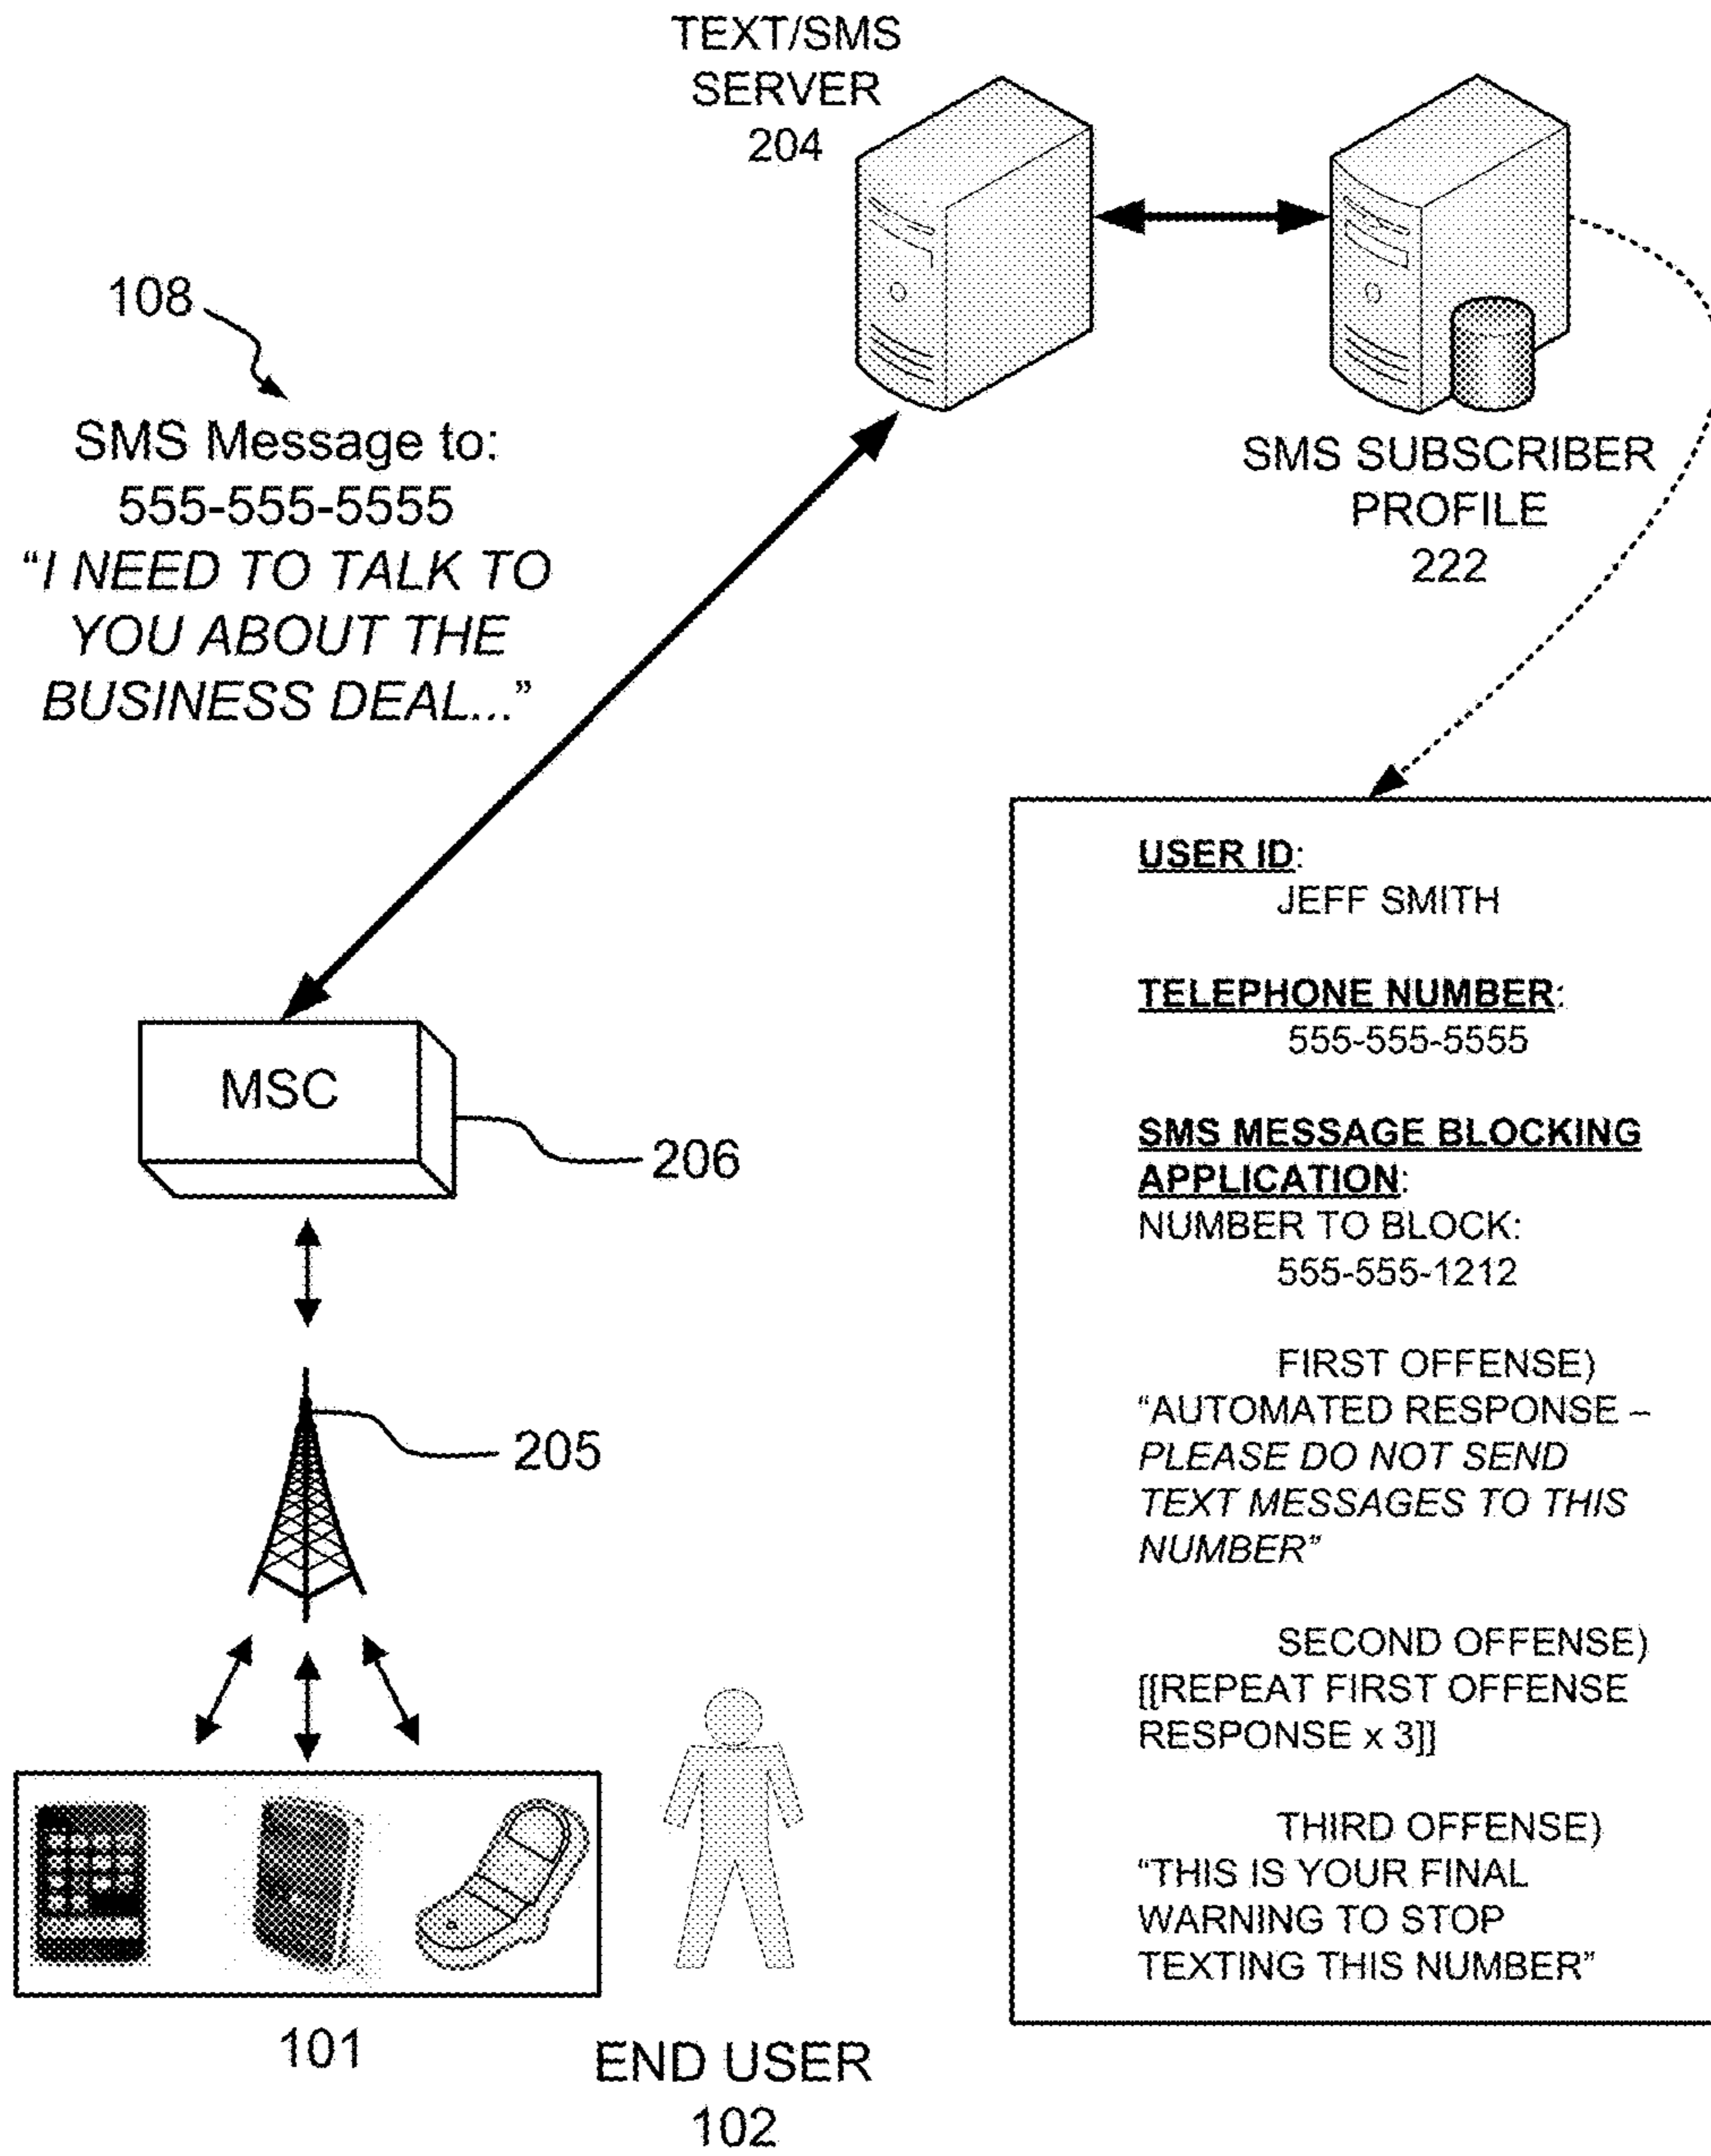 TEXT/SMS
SERVER
204
108
SMS Message to:
555-555-5555
“I NEED TO TALK TO
YOU ABOUT THE
BUSINESS DEAL...”
SMS SUBSCRIBER
PROFILE
222
MSC
206
205
101
END USER
102
USER ID:
JEFF SMITH
TELEPHONE NUMBER:
555-555-5555
SMS MESSAGE BLOCKING
APPLICATION:
NUMBER TO BLOCK:
555-555-1212
FIRST OFFENSE)
“AUTOMATED RESPONSE –
PLEASE DO NOT SEND
TEXT MESSAGES TO THIS
NUMBER”
SECOND OFFENSE)
[[REPEAT FIRST OFFENSE
RESPONSE x 3]]
THIRD OFFENSE)
“THIS IS YOUR FINAL
WARNING TO STOP
TEXTING THIS NUMBER”